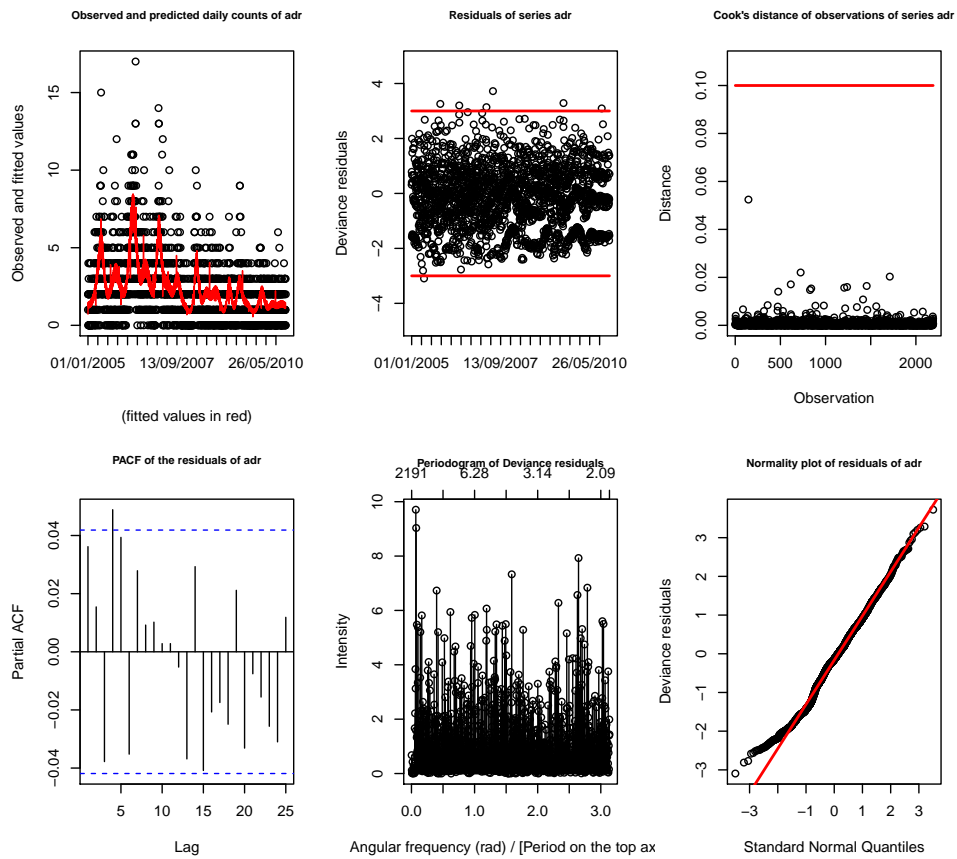 Observed and predicted daily counts of adr
Observed and fitted values
15
10
5
0
01/01/2005 13/09/2007 26/05/2010
(fitted values in red)
Residuals of series adr
Deviance residuals
4
2
0
−2
−4
01/01/2005 13/09/2007 26/05/2010
Cook's distance of observations of series adr
Distance
0.10
0.08
0.06
0.04
0.02
0.00
0 500 1000 2000
Observation
PACF of the residuals of adr
Partial ACF
0.04
0.02
0.00
−0.02
−0.04
5 10 15 20 25
Lag
Periodogram of Deviance residuals
2191 6.28 3.14 2.09
Intensity
10
8
6
4
2
0
0.0 1.0 2.0 3.0
Angular frequency (rad) / [Period on the top ax
Normality plot of residuals of adr
Deviance residuals
3
2
1
0
−1
−2
−3
−3 −2 −1 0 1 2 3
Standard Normal Quantiles